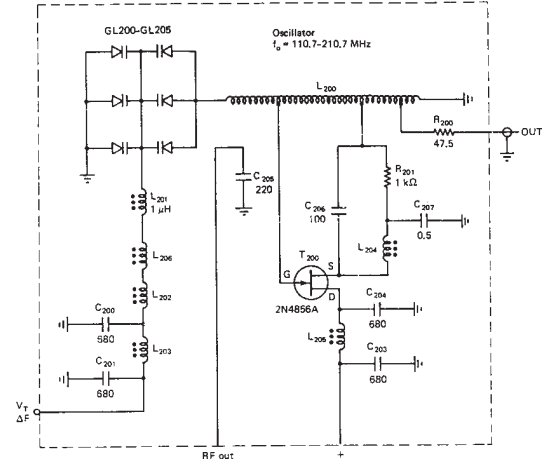 GL200-GL205
Oscillator
fo = 110.7-210.7 MHz
L200
R200
47.5
OUT
C205
220
R201
1 kΩ
L201
1 μH
C206
100
C207
0.5
L204
L206
T200
S
G
D
L202
2N4856A
C204
680
C200
680
L203
L205
C203
680
C201
680
VT
ΔF
RF out
+